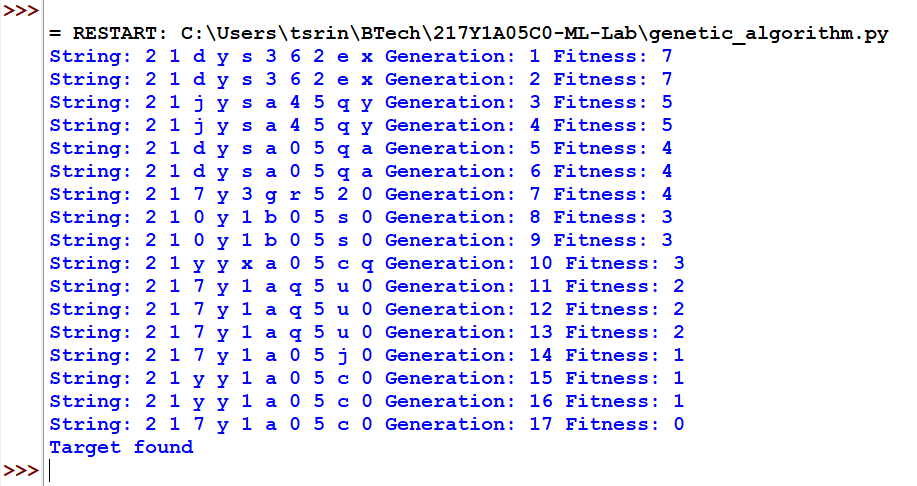 >>>
= RESTART: C:\Users\tsrin\BTech\217Y1A05C0-ML-Lab\genetic_algorithm.py
String: 2 1 d y s 3 6 2 e x Generation: 1 Fitness: 7
String: 2 1 d y s 3 6 2 e x Generation: 2 Fitness: 7
String: 2 1 j y s a 4 5 q y Generation: 3 Fitness: 5
String: 2 1 j y s a 4 5 q y Generation: 4 Fitness: 5
String: 2 1 d y s a 0 5 q a Generation: 5 Fitness: 4
String: 2 1 d y s a 0 5 q a Generation: 6 Fitness: 4
String: 2 1 7 y 3 g r 5 2 0 Generation: 7 Fitness: 4
String: 2 1 0 y 1 b 0 5 s 0 Generation: 8 Fitness: 3
String: 2 1 0 y 1 b 0 5 s 0 Generation: 9 Fitness: 3
String: 2 1 y y x a 0 5 c q Generation: 10 Fitness: 3
String: 2 1 7 y 1 a q 5 u 0 Generation: 11 Fitness: 2
String: 2 1 7 y 1 a q 5 u 0 Generation: 12 Fitness: 2
String: 2 1 7 y 1 a q 5 u 0 Generation: 13 Fitness: 2
String: 2 1 7 y 1 a 0 5 j 0 Generation: 14 Fitness: 1
String: 2 1 y y 1 a 0 5 c 0 Generation: 15 Fitness: 1
String: 2 1 y y 1 a 0 5 c 0 Generation: 16 Fitness: 1
String: 2 1 7 y 1 a 0 5 c 0 Generation: 17 Fitness: 0
Target found
>>>